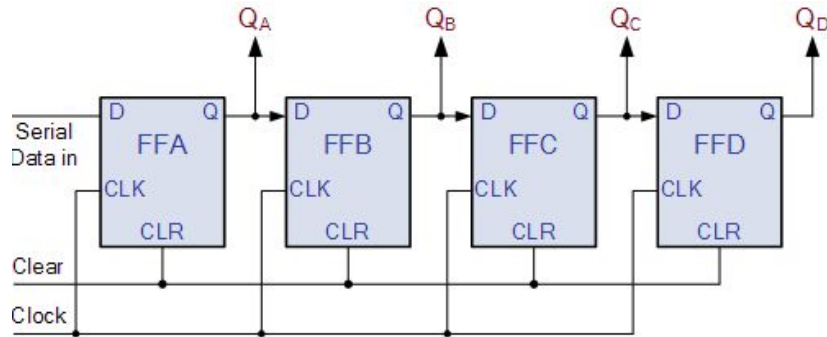 QA QB QC QD
D Q D Q D Q D Q
Serial
Data in
FFA FFB FFC FFD
CLK CLK CLK CLK
CLR CLR CLR CLR
Clear
Clock